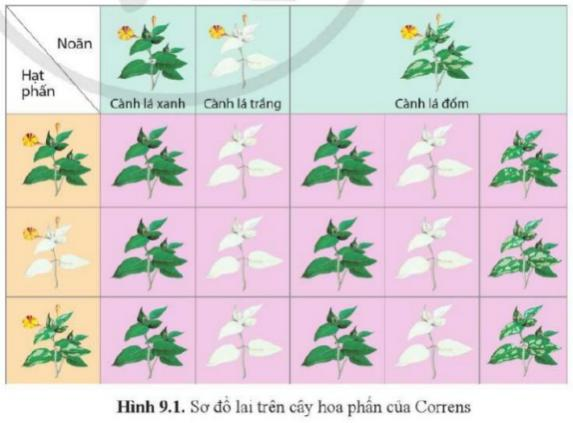 Noãn
Hạt
phấn
Cành lá xanh
Cành lá trắng
Cành lá đốm
Hình 9.1. Sơ đồ lai trên cây hoa phấn của Correns